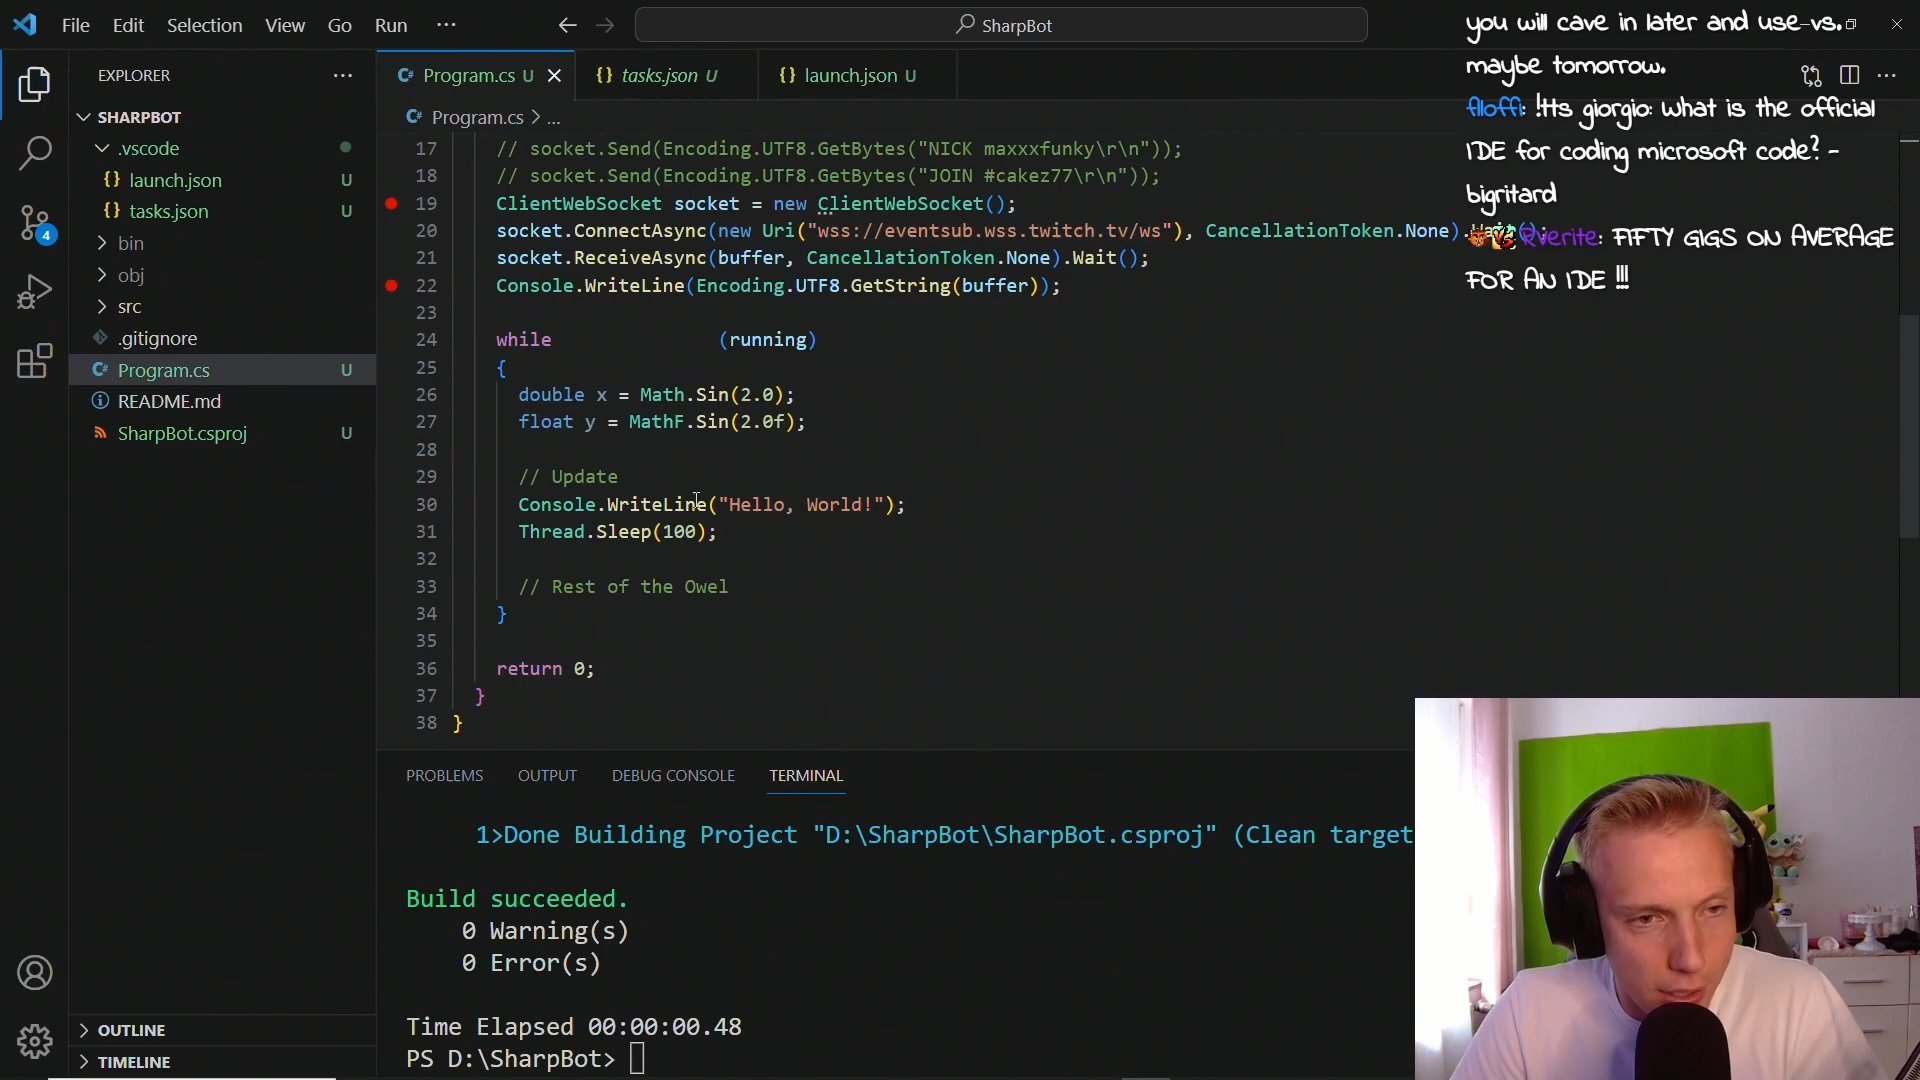 File Edit Selection View Go Run ··· SharpBot
EXPLORER ···
SHARPBOT
.vscode
{} launch.json U
{} tasks.json U
bin
obj
src
.gitignore
C# Program.cs U
README.md
SharpBot.csproj U
4
OUTLINE
TIMELINE
C# Program.cs U {} tasks.json U {} launch.json U
C# Program.cs > ...
17 // socket.Send(Encoding.UTF8.GetBytes("NICK maxxxfunky\r\n"));
18 // socket.Send(Encoding.UTF8.GetBytes("JOIN #cakez77\r\n"));
19 ClientWebSocket socket = new ClientWebSocket();
20 socket.ConnectAsync(new Uri("wss://eventsub.wss.twitch.tv/ws"), CancellationToken.None).Wait();
21 socket.ReceiveAsync(buffer, CancellationToken.None).Wait();
22 Console.WriteLine(Encoding.UTF8.GetString(buffer));
23
24 while (running)
25 {
26 double x = Math.Sin(2.0);
27 float y = MathF.Sin(2.0f);
28
29 // Update
30 Console.WriteLine("Hello, World!");
31 Thread.Sleep(100);
32
33 // Rest of the Owel
34 }
35
36 return 0;
37 }
38 }
PROBLEMS OUTPUT DEBUG CONSOLE TERMINAL
1>Done Building Project "D:\SharpBot\SharpBot.csproj" (Clean target
Build succeeded.
0 Warning(s)
0 Error(s)
Time Elapsed 00:00:00.48
PS D:\SharpBot>
you will cave in later and use vs.
maybe tomorrow.
flloffi: !tts giorgio: What is the official
IDE for coding microsoft code? -
bigritard
Rverite: FIFTY GIGS ON AVERAGE
FOR AN IDE !!!